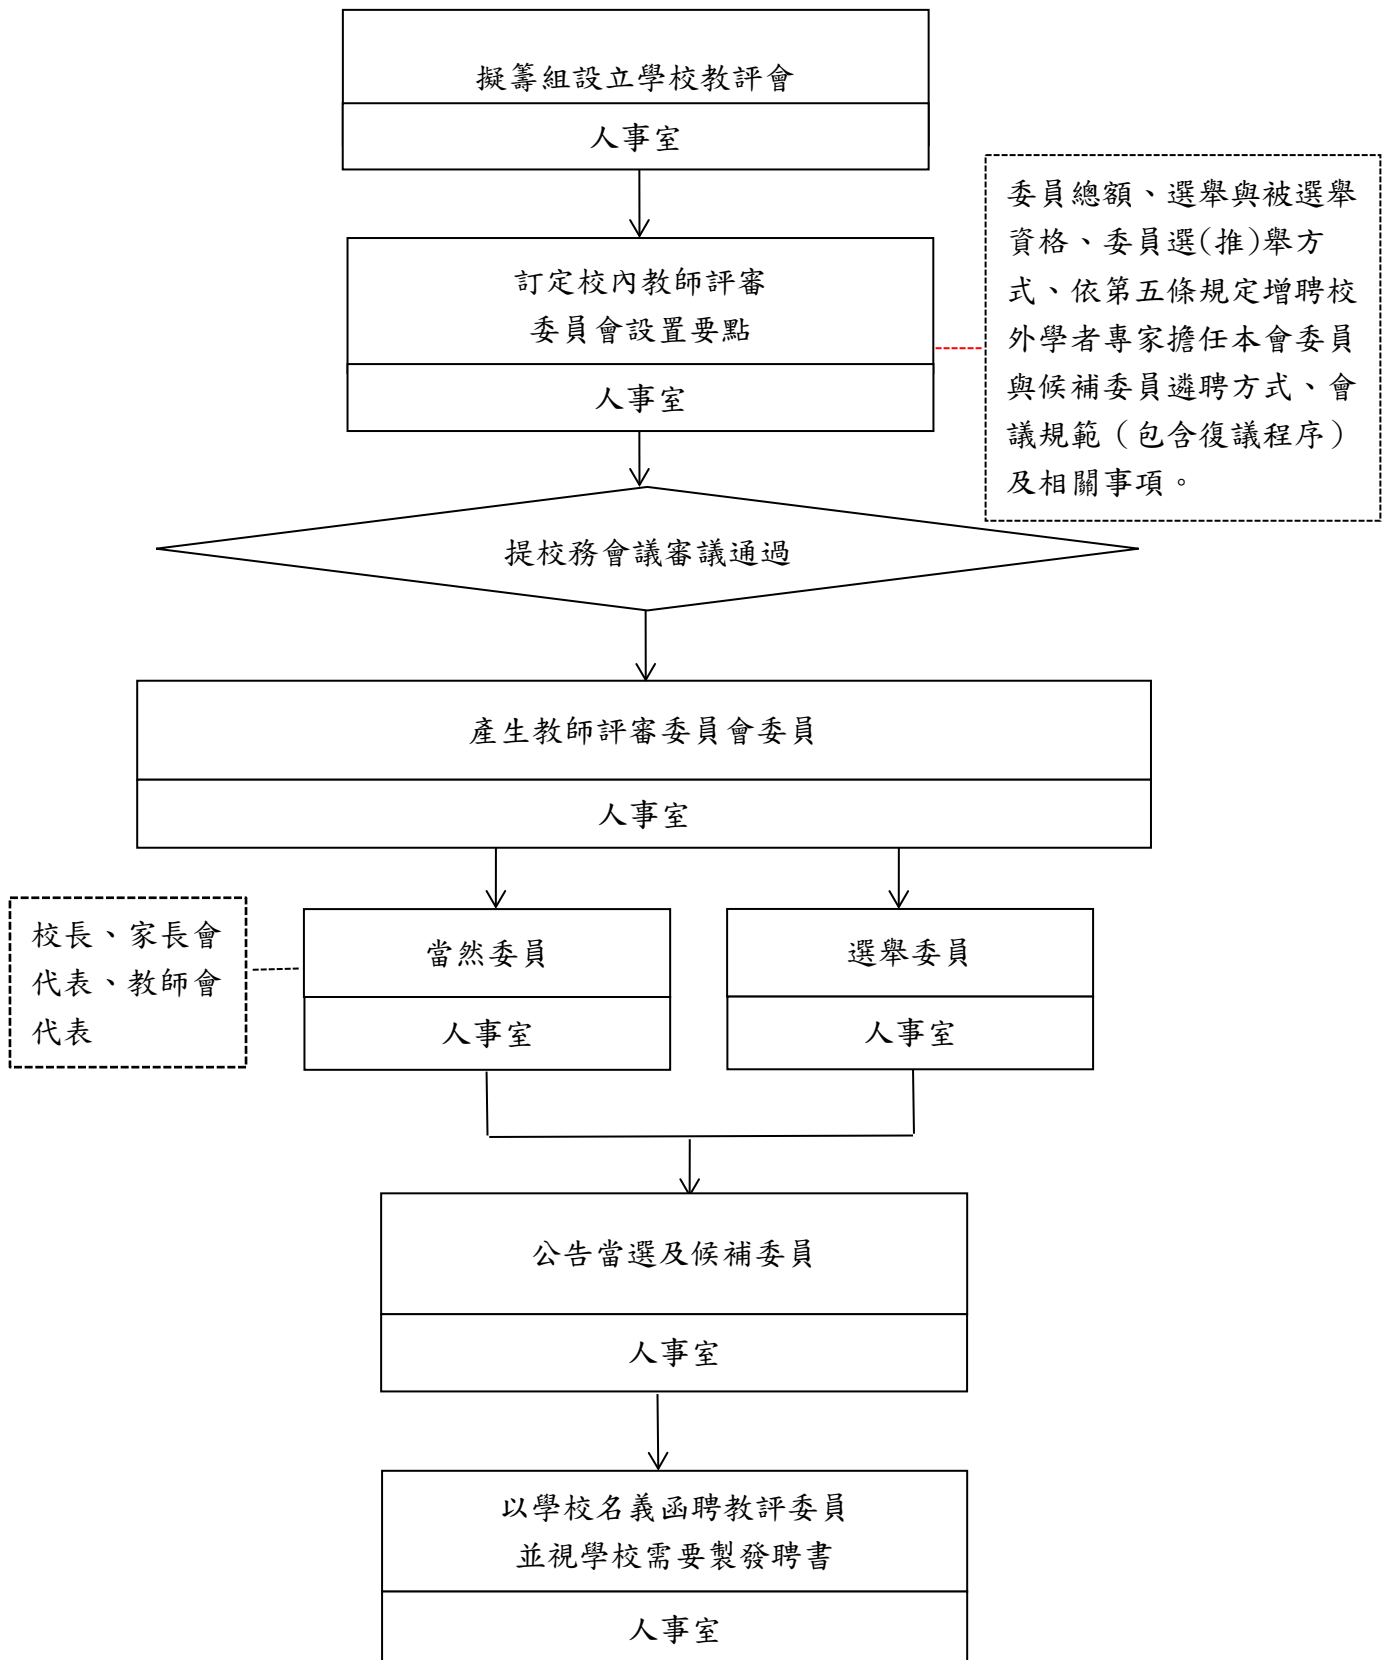 擬籌組設立學校教評會
人事室
訂定校內教師評審
委員會設置要點
人事室
委員總額、選舉與被選舉
資格、委員選(推)舉方
式、依第五條規定增聘校
外學者專家擔任本會委員
與候補委員遴聘方式、會
議規範（包含復議程序）
及相關事項。
提校務會議審議通過
產生教師評審委員會委員
人事室
校長、家長會
代表、教師會
代表
當然委員
人事室
選舉委員
人事室
公告當選及候補委員
人事室
以學校名義函聘教評委員
並視學校需要製發聘書
人事室